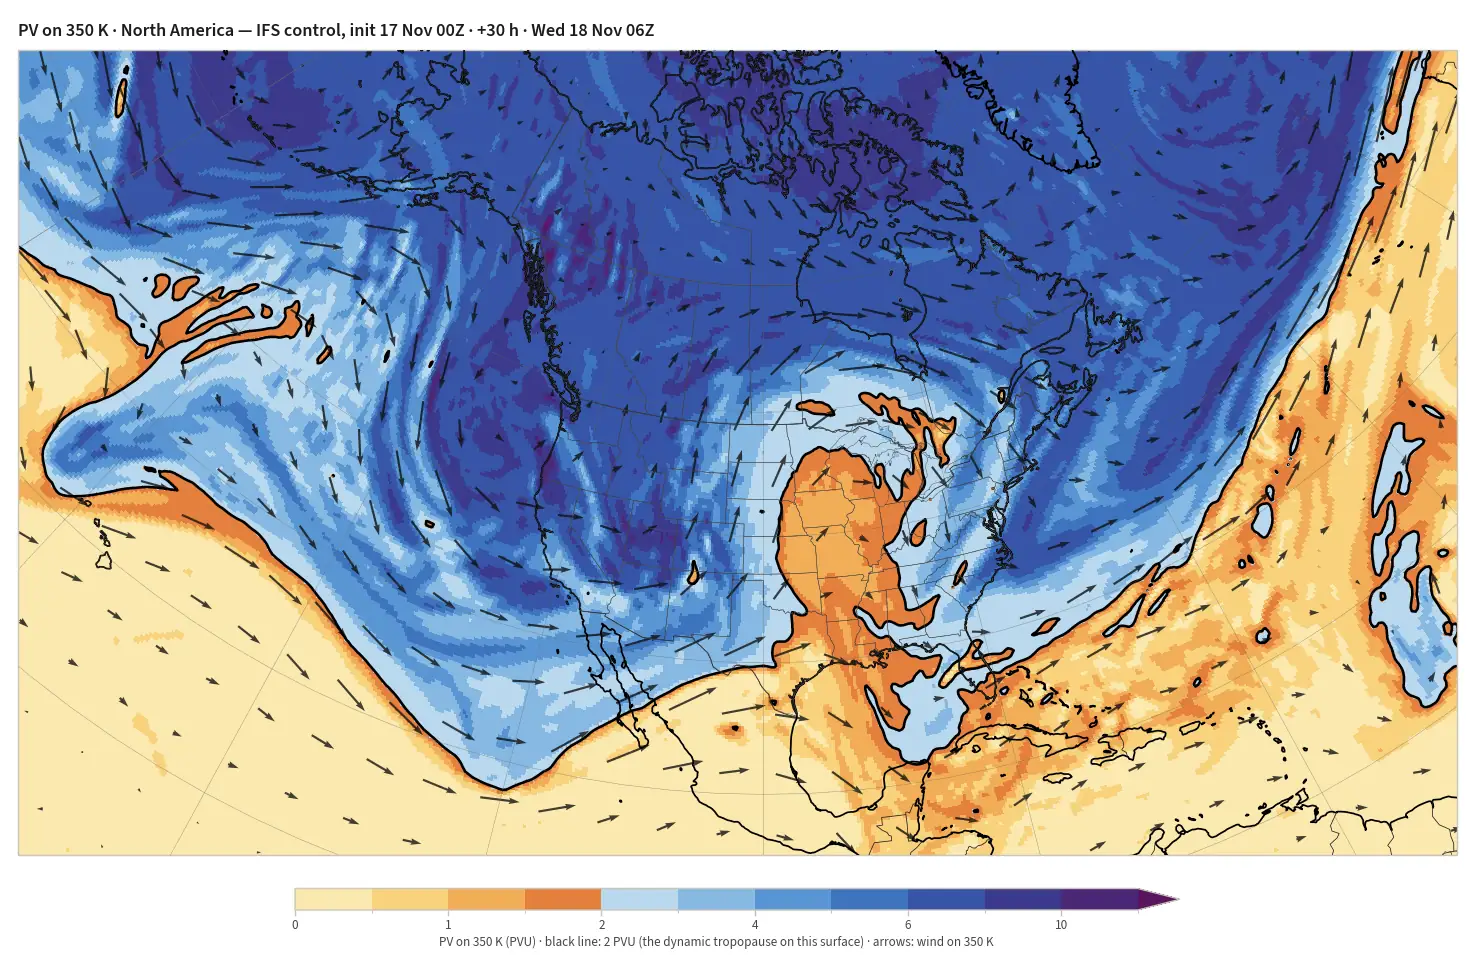 PV on 350 K · North America — IFS control, init 17 Nov 00Z · +30 h · Wed 18 Nov 06Z
0 1 2 4 6 10
PV on 350 K (PVU) · black line: 2 PVU (the dynamic tropopause on this surface) · arrows: wind on 350 K